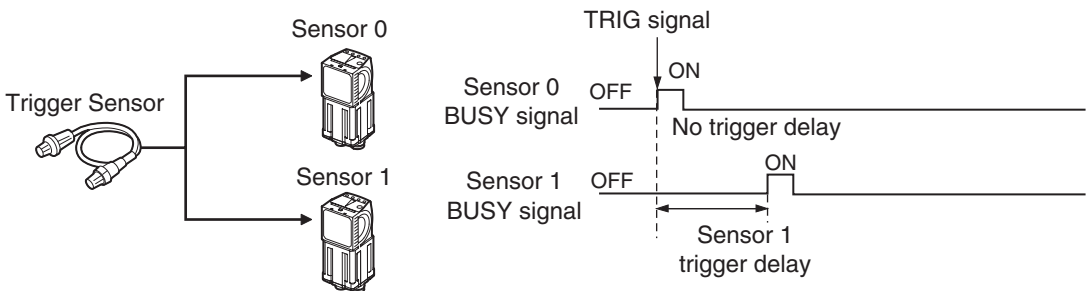 Sensor 0
Trigger Sensor
Sensor 1
TRIG signal
Sensor 0
BUSY signal
OFF
ON
No trigger delay
Sensor 1
BUSY signal
OFF
ON
Sensor 1
trigger delay